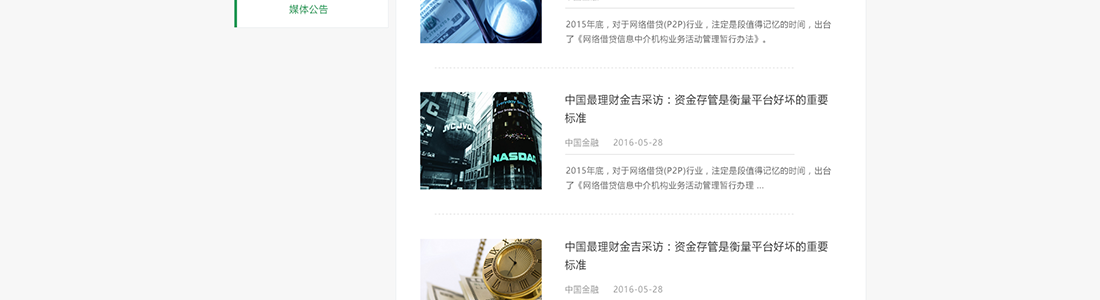 媒体公告
2015年底，对于网络借贷(P2P)行业，注定是段值得记忆的时间，出台
了《网络借贷信息中介机构业务活动管理暂行办法》。
中国最理财金吉采访：资金存管是衡量平台好坏的重要
标准
中国金融 2016-05-28
JVC JVC
NASDAQ
2015年底，对于网络借贷(P2P)行业，注定是段值得记忆的时间，出台
了《网络借贷信息中介机构业务活动管理暂行办理 ...
中国最理财金吉采访：资金存管是衡量平台好坏的重要
标准
中国金融 2016-05-28